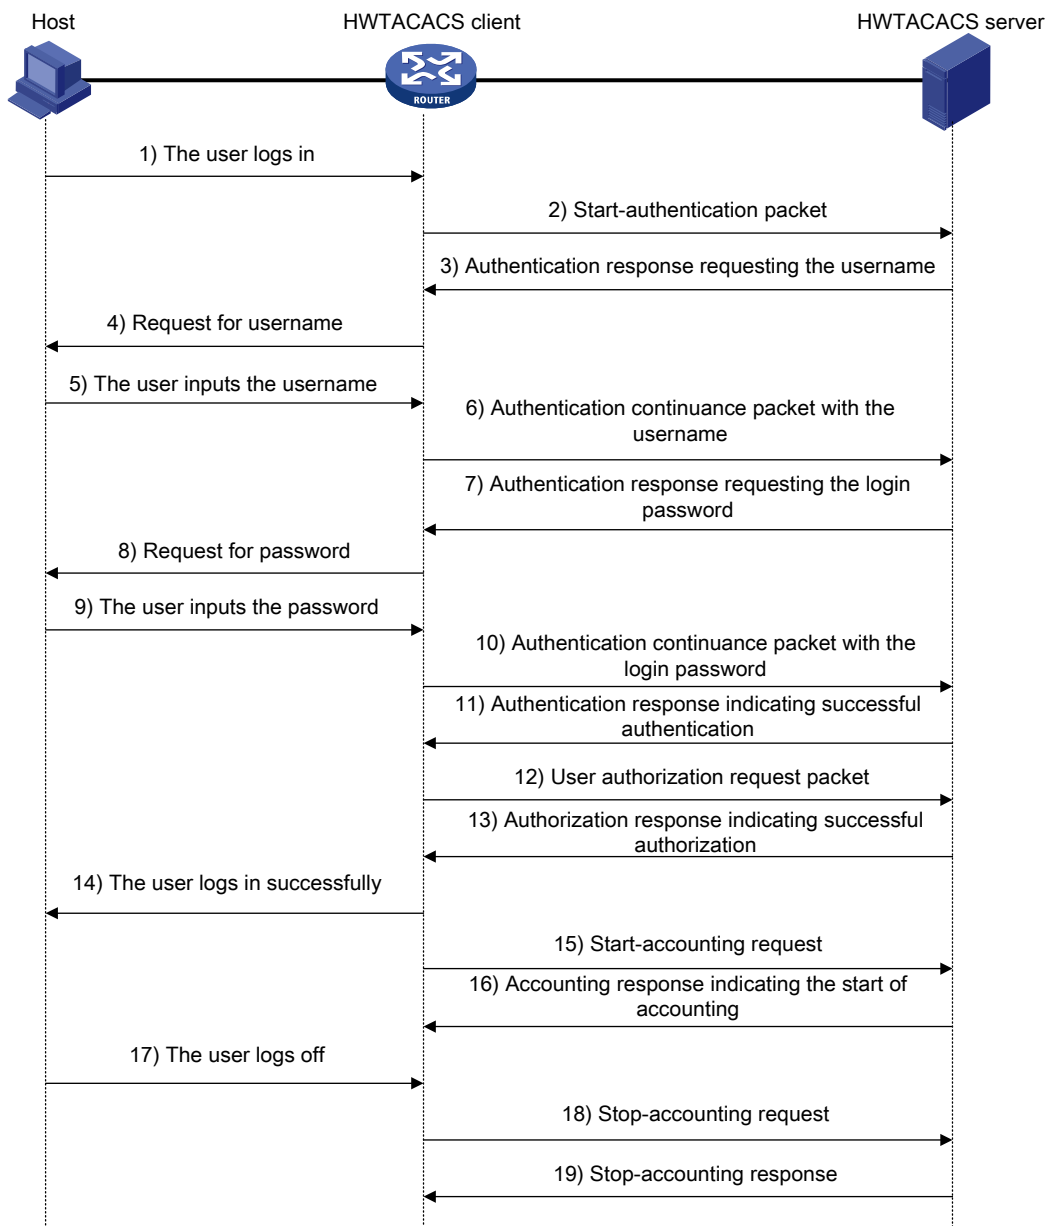 Host
HWTACACS client
HWTACACS server
ROUTER
1) The user logs in
2) Start-authentication packet
3) Authentication response requesting the username
4) Request for username
5) The user inputs the username
6) Authentication continuance packet with the
username
7) Authentication response requesting the login
password
8) Request for password
9) The user inputs the password
10) Authentication continuance packet with the
login password
11) Authentication response indicating successful
authentication
12) User authorization request packet
13) Authorization response indicating successful
authorization
14) The user logs in successfully
15) Start-accounting request
16) Accounting response indicating the start of
accounting
17) The user logs off
18) Stop-accounting request
19) Stop-accounting response